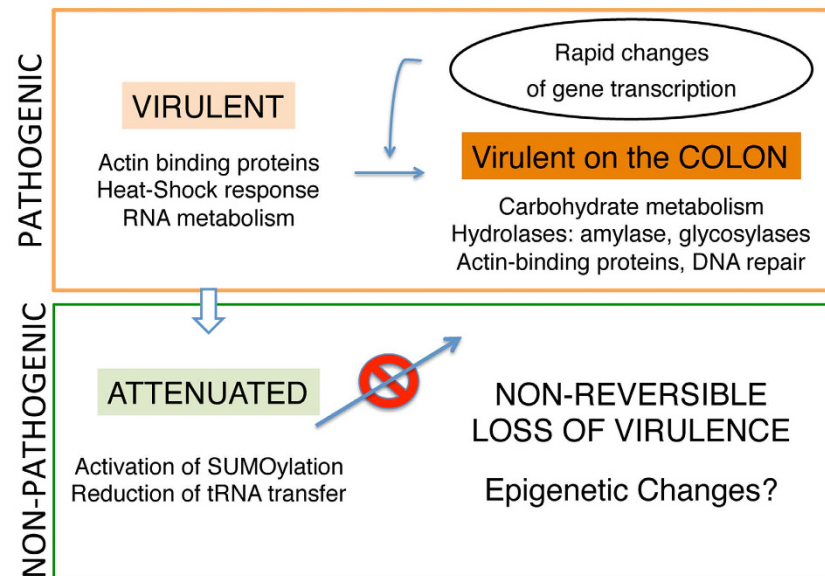 PATHOGENIC
VIRULENT
Actin binding proteins
Heat-Shock response
RNA metabolism
Rapid changes
of gene transcription
Virulent on the COLON
Carbohydrate metabolism
Hydrolases: amylase, glycosylases
Actin-binding proteins, DNA repair
NON-PATHOGENIC
ATTENUATED
Activation of SUMOylation
Reduction of tRNA transfer
NON-REVERSIBLE
LOSS OF VIRULENCE
Epigenetic Changes?